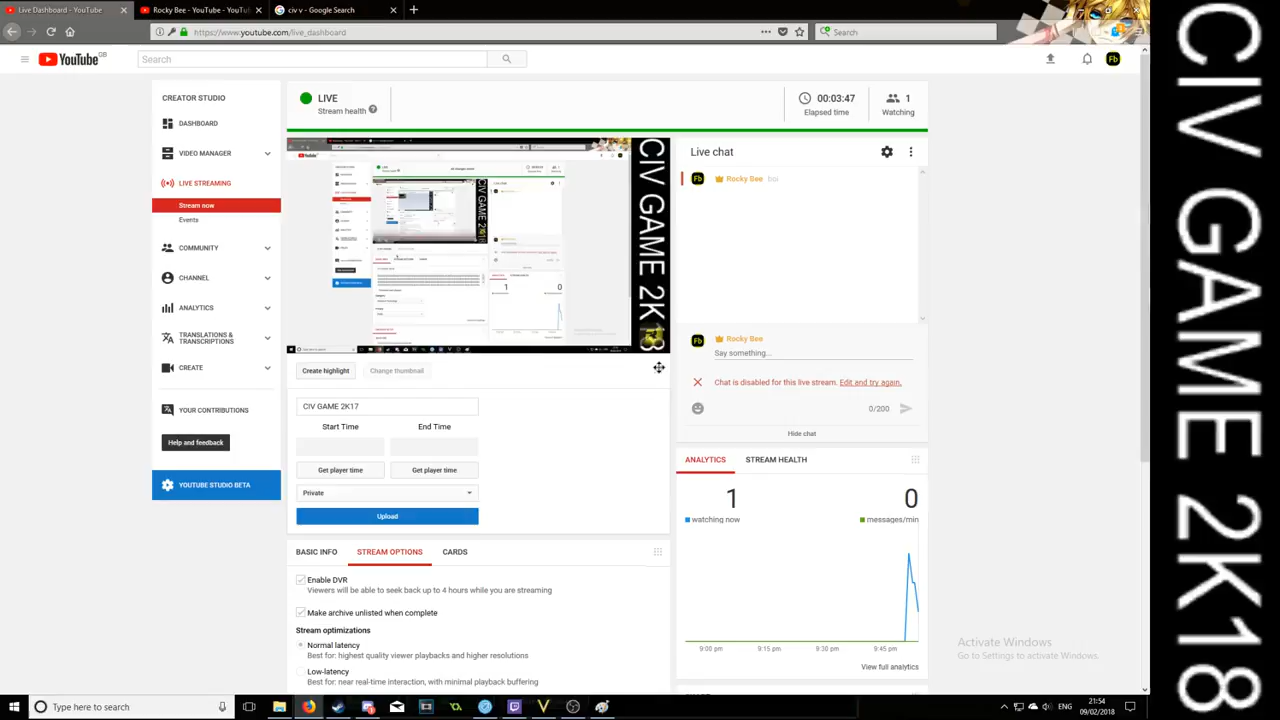 Live Dashboard - YouTube
Rocky Bee - YouTube - YouTu
civ v - Google Search
https://www.youtube.com/live_dashboard
Search
YouTube GB
Search
CREATOR STUDIO
DASHBOARD
VIDEO MANAGER
LIVE STREAMING
Stream now
Events
COMMUNITY
CHANNEL
ANALYTICS
TRANSLATIONS &
TRANSCRIPTIONS
CREATE
YOUR CONTRIBUTIONS
Help and feedback
YOUTUBE STUDIO BETA
LIVE
Stream health
00:03:47
Elapsed time
1
Watching
CIV GAME 2K18
Create highlight
Change thumbnail
CIV GAME 2K17
Start Time
End Time
Get player time
Get player time
Private
Upload
BASIC INFO
STREAM OPTIONS
CARDS
Enable DVR
Viewers will be able to seek back up to 4 hours while you are streaming
Make archive unlisted when complete
Stream optimizations
Normal latency
Best for: highest quality viewer playbacks and higher resolutions
Low-latency
Best for: near real-time interaction, with minimal playback buffering
Live chat
Fb
Rocky Bee boi
Fb
Rocky Bee
Say something...
Chat is disabled for this live stream. Edit and try again.
0/200
Hide chat
ANALYTICS
STREAM HEALTH
1
watching now
0
messages/min
9:00 pm
9:15 pm
9:30 pm
9:45 pm
View full analytics
Fb
Activate Windows
Go to Settings to activate Windows.
CIV GAME 2K18
Type here to search
21:54
09/02/2018